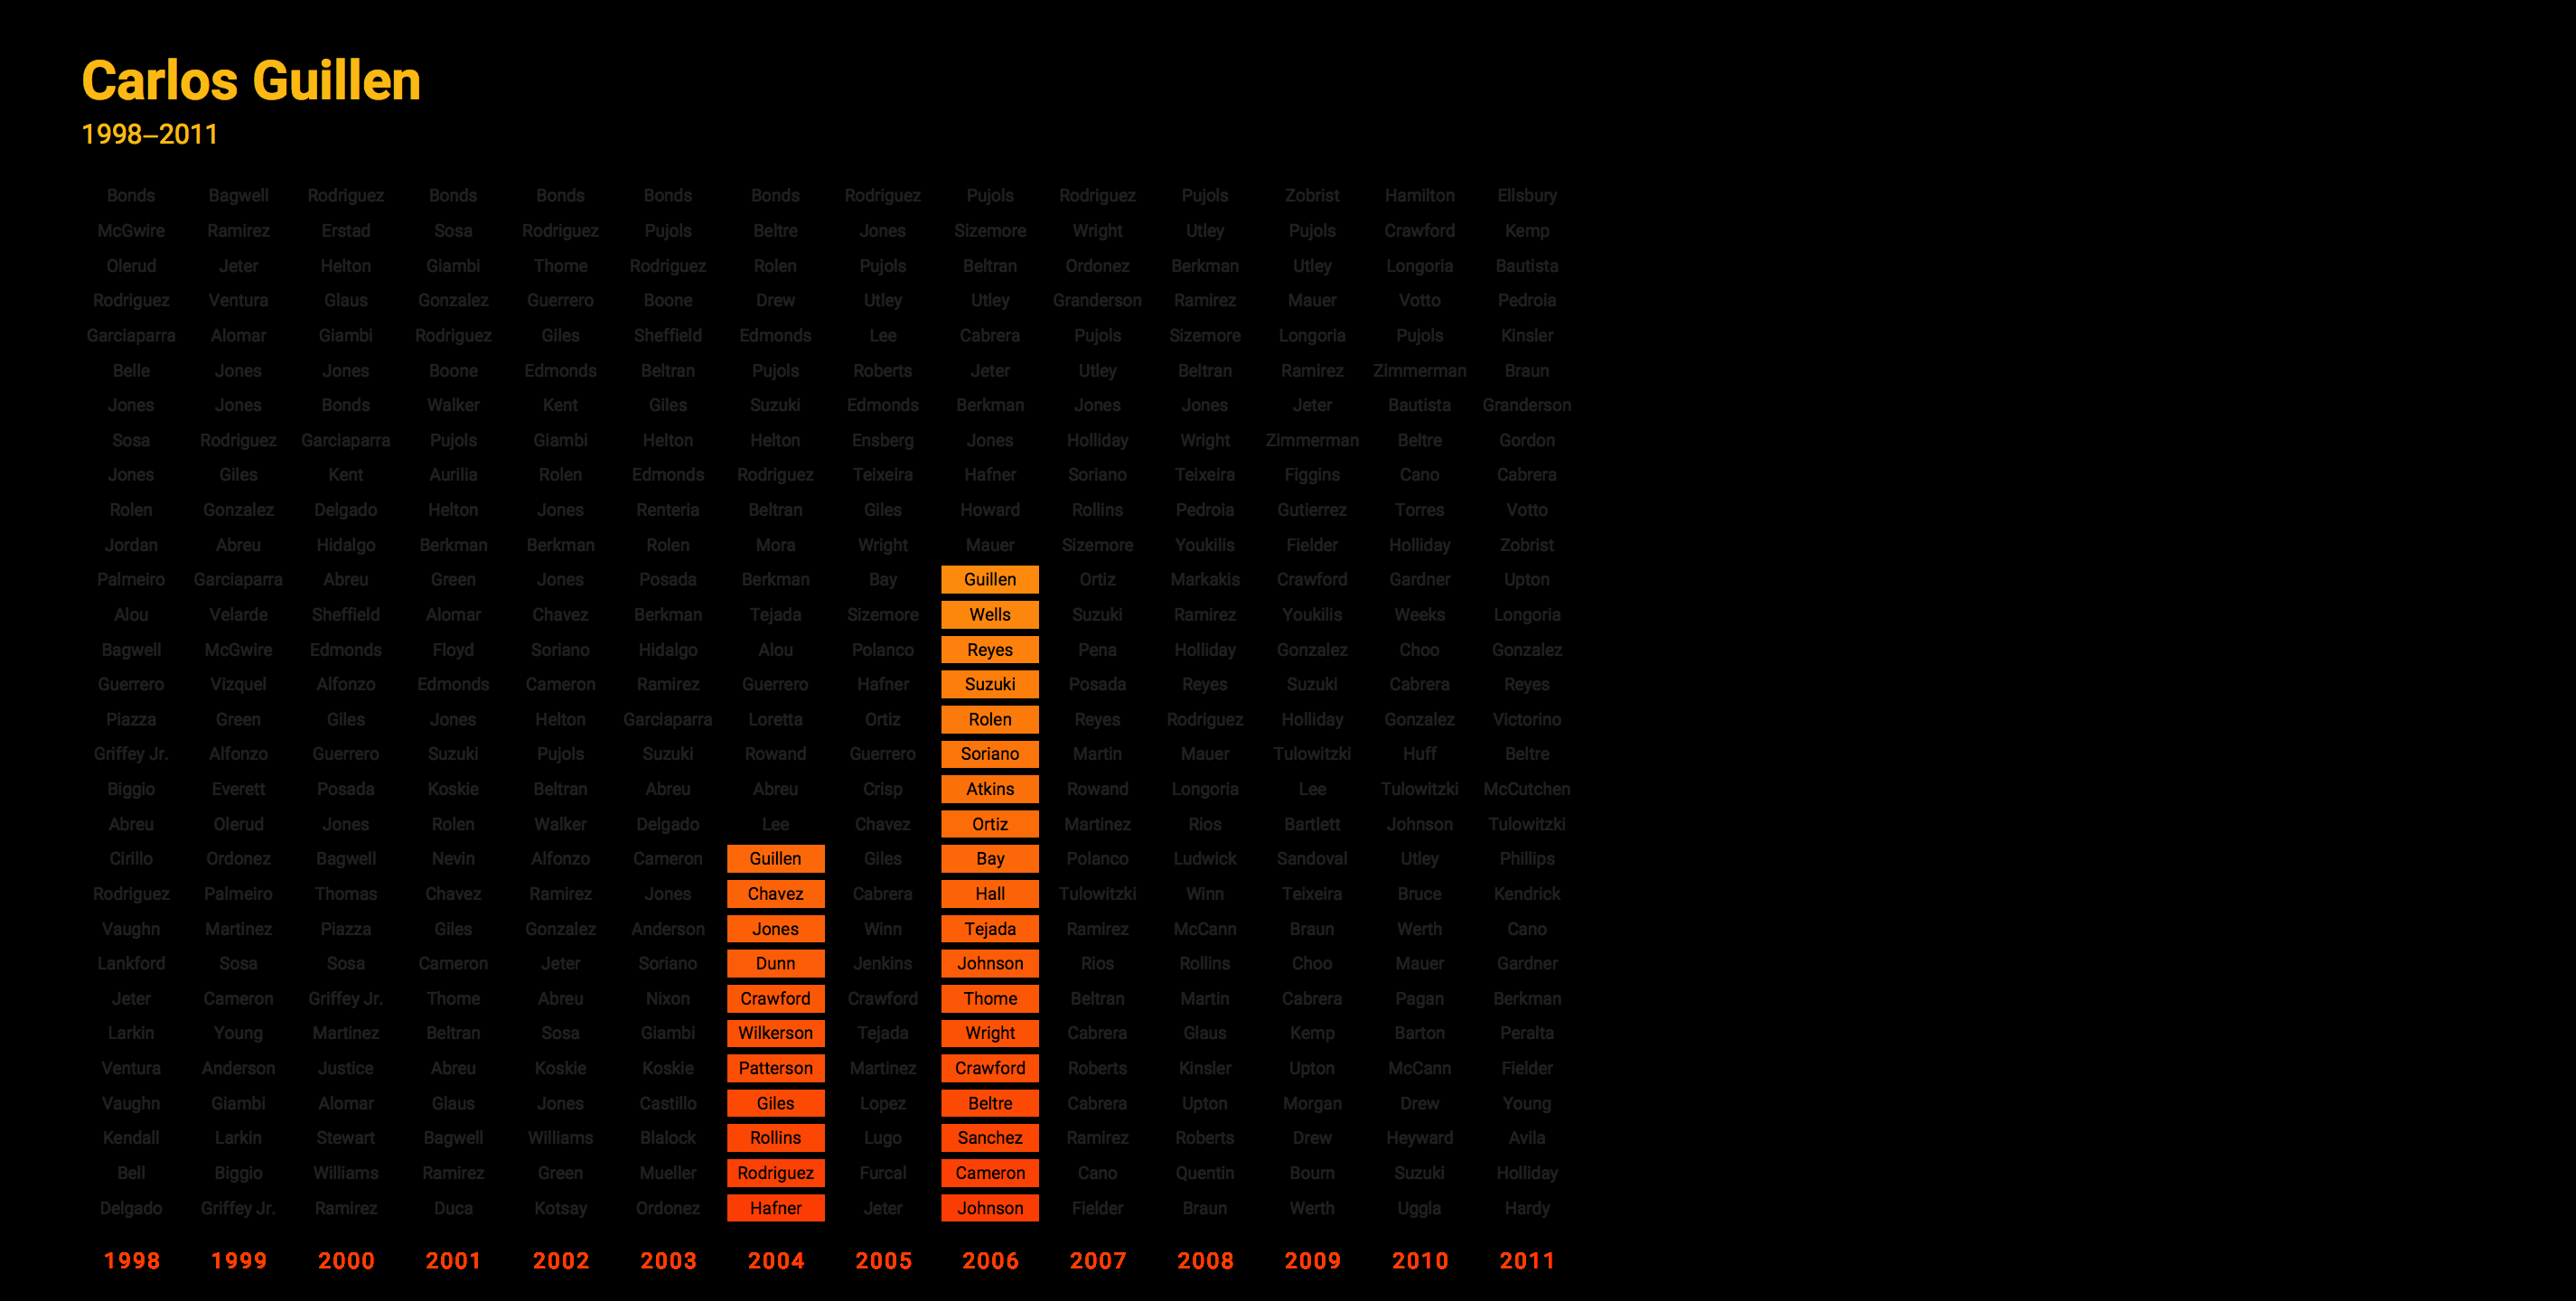 Carlos Guillen
1998–2011
Bonds Bagwell Rodriguez Bonds Bonds Bonds Bonds Rodriguez Pujols Rodriguez Pujols Zobrist Hamilton Ellsbury
McGwire Ramirez Erstad Sosa Rodriguez Pujols Beltre Jones Sizemore Wright Utley Pujols Crawford Kemp
Olerud Jeter Helton Giambi Thome Rodriguez Rolen Pujols Beltran Ordonez Berkman Utley Longoria Bautista
Rodriguez Ventura Glaus Gonzalez Guerrero Boone Drew Utley Utley Granderson Ramirez Mauer Votto Pedroia
Garciaparra Alomar Giambi Rodriguez Giles Sheffield Edmonds Lee Cabrera Pujols Sizemore Longoria Pujols Kinsler
Belle Jones Jones Boone Edmonds Beltran Pujols Roberts Jeter Utley Beltran Ramirez Zimmerman Braun
Jones Jones Bonds Walker Kent Giles Suzuki Edmonds Berkman Jones Jones Jeter Bautista Granderson
Sosa Rodriguez Garciaparra Pujols Giambi Helton Helton Ensberg Jones Holliday Wright Zimmerman Beltre Gordon
Jones Giles Kent Aurilia Rolen Edmonds Rodriguez Teixeira Hafner Soriano Teixeira Figgins Cano Cabrera
Rolen Gonzalez Delgado Helton Jones Renteria Beltran Giles Howard Rollins Pedroia Gutierrez Torres Votto
Jordan Abreu Hidalgo Berkman Berkman Rolen Mora Wright Mauer Sizemore Youkilis Fielder Holliday Zobrist
Palmeiro Garciaparra Abreu Green Jones Posada Berkman Bay Guillen Ortiz Markakis Crawford Gardner Upton
Alou Velarde Sheffield Alomar Chavez Berkman Tejada Sizemore Wells Suzuki Ramirez Youkilis Weeks Longoria
Bagwell McGwire Edmonds Floyd Soriano Hidalgo Alou Polanco Reyes Pena Holliday Gonzalez Choo Gonzalez
Guerrero Vizquel Alfonzo Edmonds Cameron Ramirez Guerrero Hafner Suzuki Posada Reyes Suzuki Cabrera Reyes
Piazza Green Giles Jones Helton Garciaparra Loretta Ortiz Rolen Reyes Rodriguez Holliday Gonzalez Victorino
Griffey Jr. Alfonzo Guerrero Suzuki Pujols Suzuki Rowand Guerrero Soriano Martin Mauer Tulowitzki Huff Beltre
Biggio Everett Posada Koskie Beltran Abreu Abreu Crisp Atkins Rowand Longoria Lee Tulowitzki McCutchen
Abreu Olerud Jones Rolen Walker Delgado Lee Chavez Ortiz Martinez Rios Bartlett Johnson Tulowitzki
Cirillo Ordonez Bagwell Nevin Alfonzo Cameron Guillen Giles Bay Polanco Ludwick Sandoval Utley Phillips
Rodriguez Palmeiro Thomas Chavez Ramirez Jones Chavez Cabrera Hall Tulowitzki Winn Teixeira Bruce Kendrick
Vaughn Martinez Piazza Giles Gonzalez Anderson Jones Winn Tejada Ramirez McCann Braun Werth Cano
Lankford Sosa Sosa Cameron Jeter Soriano Dunn Jenkins Johnson Rios Rollins Choo Mauer Gardner
Jeter Cameron Griffey Jr. Thome Abreu Nixon Crawford Crawford Thome Beltran Martin Cabrera Pagan Berkman
Larkin Young Martinez Beltran Sosa Giambi Wilkerson Tejada Wright Cabrera Glaus Kemp Barton Peralta
Ventura Anderson Justice Abreu Koskie Koskie Patterson Martinez Crawford Roberts Kinsler Upton McCann Fielder
Vaughn Giambi Alomar Glaus Jones Castillo Giles Lopez Beltre Cabrera Upton Morgan Drew Young
Kendall Larkin Stewart Bagwell Williams Blalock Rollins Lugo Sanchez Ramirez Roberts Drew Heyward Avila
Bell Biggio Williams Ramirez Green Mueller Rodriguez Furcal Cameron Cano Quentin Bourn Suzuki Holliday
Delgado Griffey Jr. Ramirez Duca Kotsay Ordonez Hafner Jeter Johnson Fielder Braun Werth Uggla Hardy
1998 1999 2000 2001 2002 2003 2004 2005 2006 2007 2008 2009 2010 2011